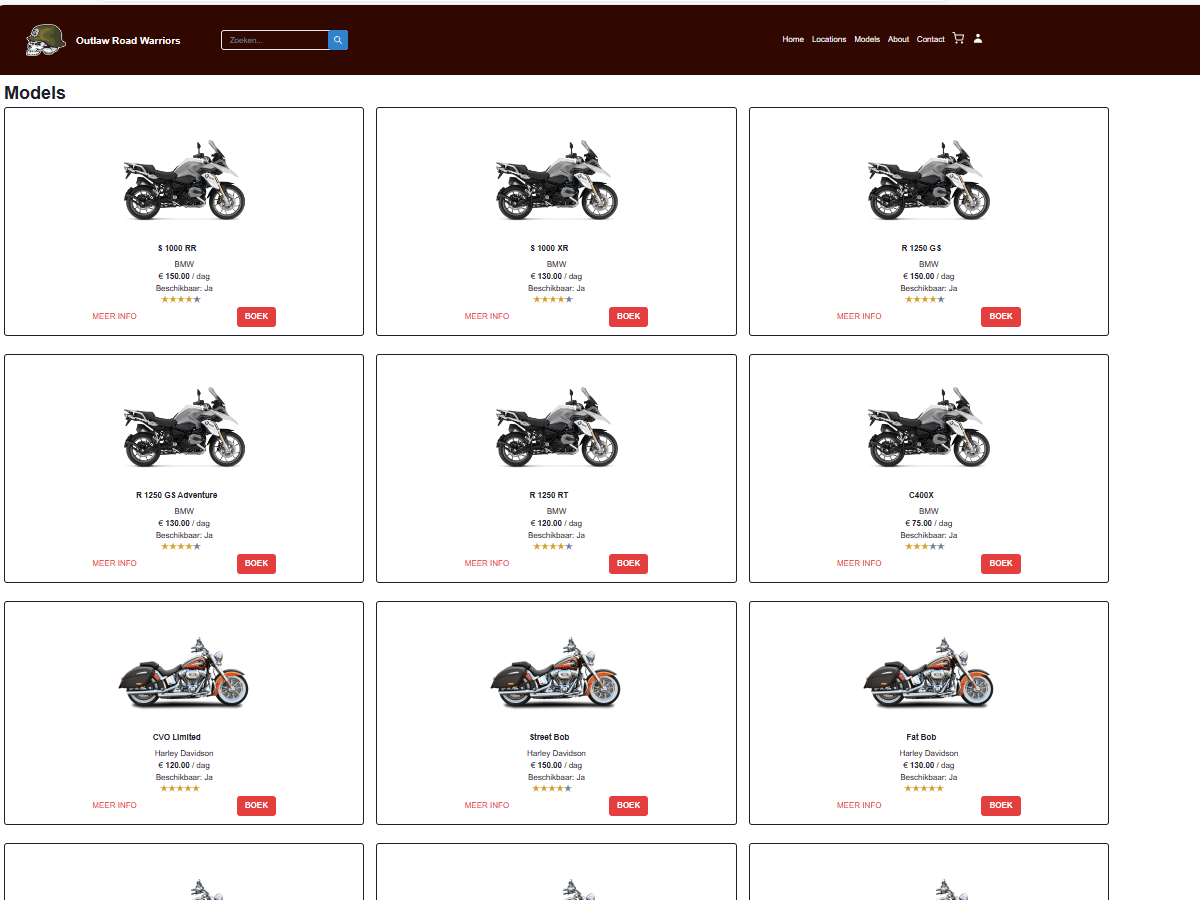 Outlaw Road Warriors
Zoeken...
Home Locations Models About Contact
Models
S 1000 RR
BMW
€ 150.00 / dag
Beschikbaar: Ja
MEER INFO BOEK
S 1000 XR
BMW
€ 130.00 / dag
Beschikbaar: Ja
MEER INFO BOEK
R 1250 GS
BMW
€ 150.00 / dag
Beschikbaar: Ja
MEER INFO BOEK
R 1250 GS Adventure
BMW
€ 130.00 / dag
Beschikbaar: Ja
MEER INFO BOEK
R 1250 RT
BMW
€ 120.00 / dag
Beschikbaar: Ja
MEER INFO BOEK
C400X
BMW
€ 75.00 / dag
Beschikbaar: Ja
MEER INFO BOEK
CVO Limited
Harley Davidson
€ 120.00 / dag
Beschikbaar: Ja
MEER INFO BOEK
Street Bob
Harley Davidson
€ 150.00 / dag
Beschikbaar: Ja
MEER INFO BOEK
Fat Bob
Harley Davidson
€ 130.00 / dag
Beschikbaar: Ja
MEER INFO BOEK